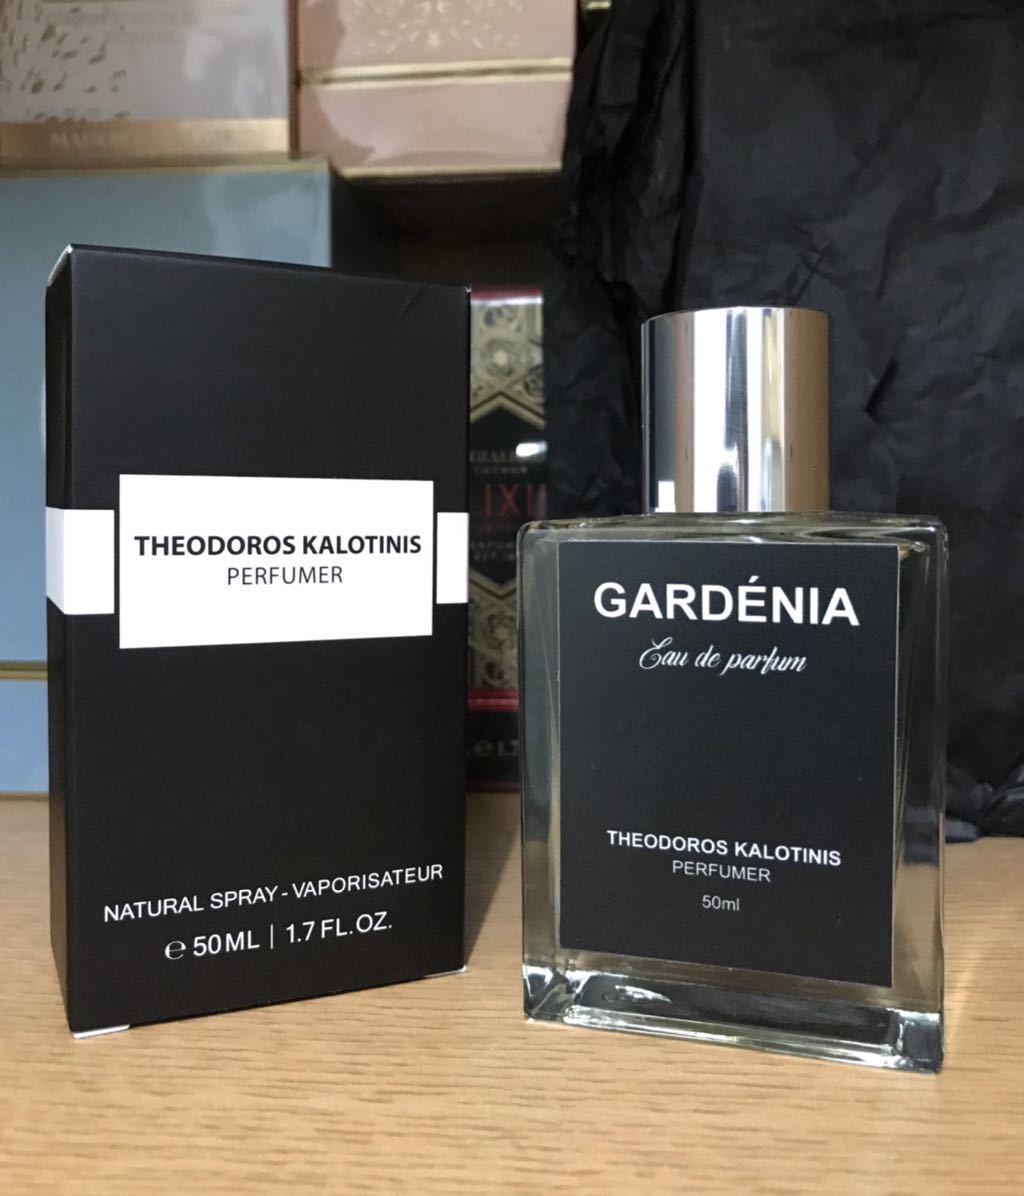 THEODOROS KALOTINIS
PERFUMER
NATURAL SPRAY - VAPORISATEUR
℮ 50ML | 1.7 FL.OZ.
GARDÉNIA
Eau de parfum
THEODOROS KALOTINIS
PERFUMER
50ml